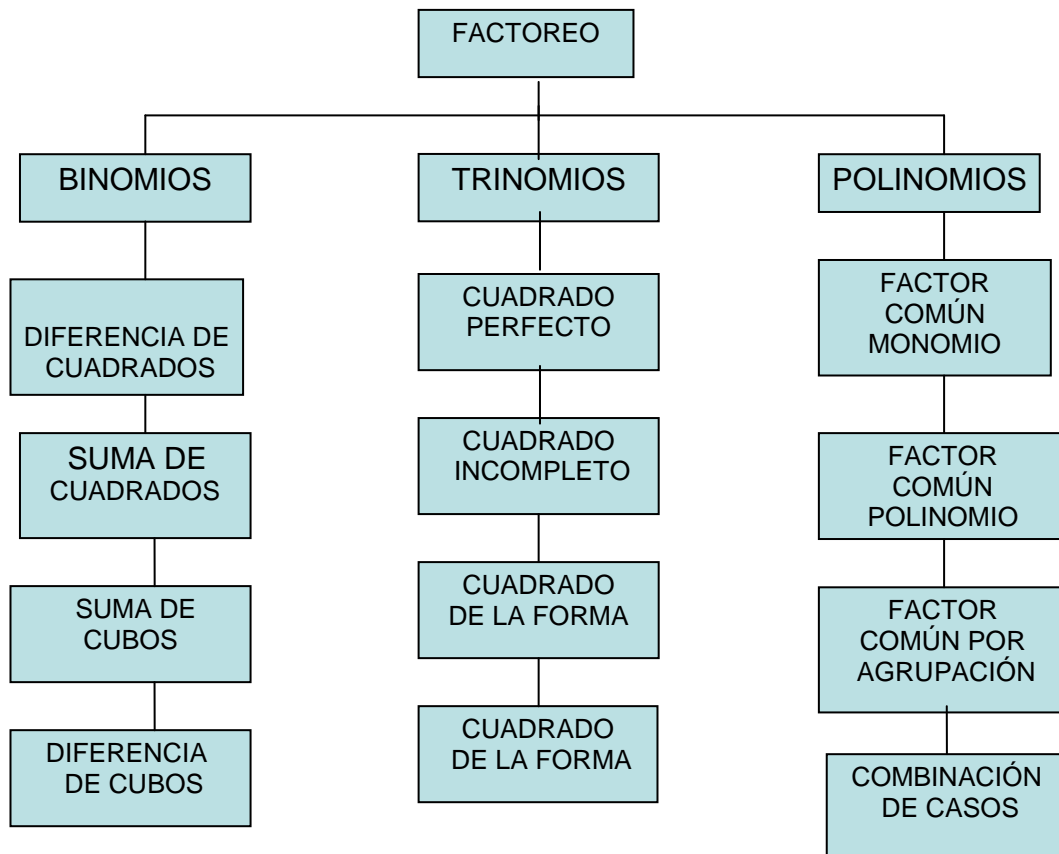 FACTOREO
BINOMIOS
TRINOMIOS
POLINOMIOS
DIFERENCIA DE
CUADRADOS
SUMA DE
CUADRADOS
SUMA DE
CUBOS
DIFERENCIA
DE CUBOS
CUADRADO
PERFECTO
CUADRADO
INCOMPLETO
CUADRADO
DE LA FORMA
CUADRADO
DE LA FORMA
FACTOR
COMÚN
MONOMIO
FACTOR
COMÚN
POLINOMIO
FACTOR
COMÚN POR
AGRUPACIÓN
COMBINACIÓN
DE CASOS